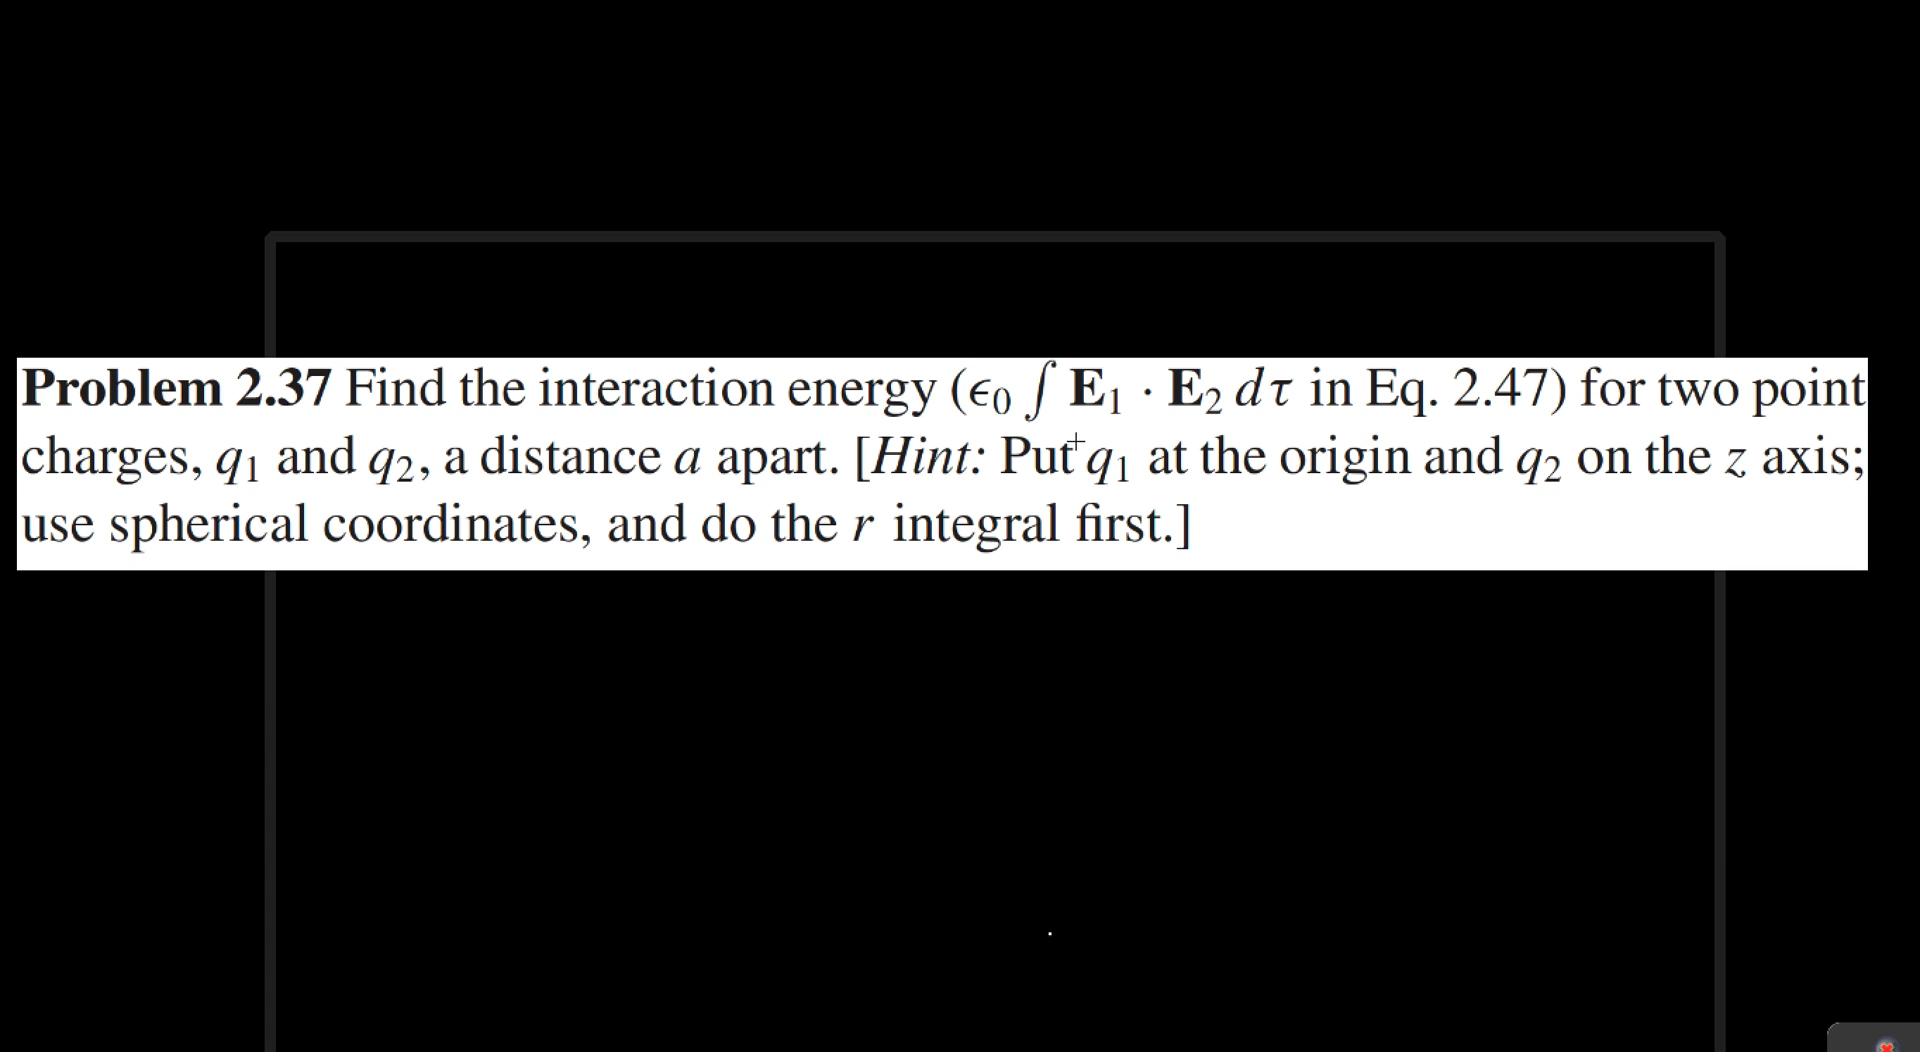 Problem 2.37 Find the interaction energy (ϵ₀ ∫ E₁ · E₂ dτ in Eq. 2.47) for two point
charges, q₁ and q₂, a distance a apart. [Hint: Put q₁ at the origin and q₂ on the z axis;
use spherical coordinates, and do the r integral first.]